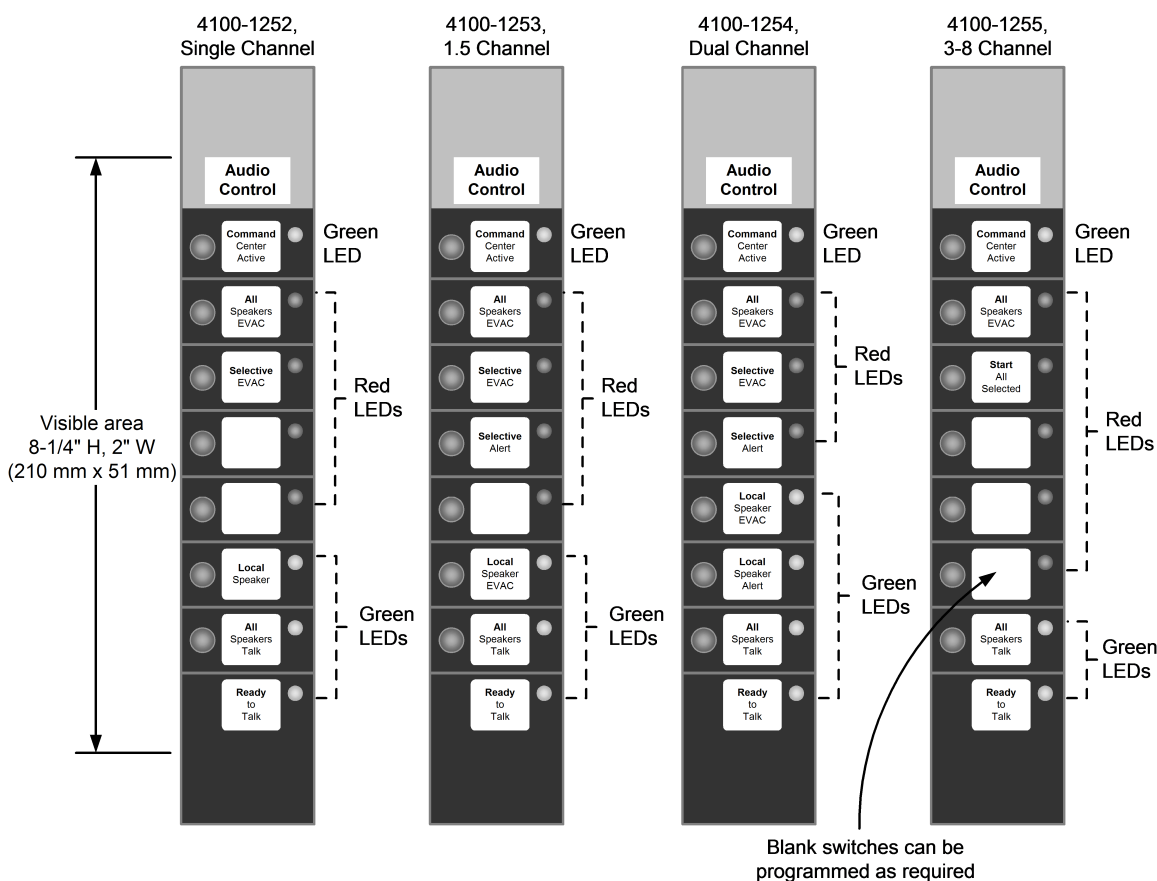 4100-1252,
Single Channel
4100-1253,
1.5 Channel
4100-1254,
Dual Channel
4100-1255,
3-8 Channel
Visible area
8-1/4" H, 2" W
(210 mm x 51 mm)
Audio
Control
Command
Center
Active
Green
LED
All
Speakers
EVAC
Selective
EVAC
Red
LEDs
Local
Speaker
All
Speakers
Talk
Green
LEDs
Ready
to
Talk
Audio
Control
Command
Center
Active
Green
LED
All
Speakers
EVAC
Selective
EVAC
Selective
Alert
Red
LEDs
Local
Speaker
EVAC
All
Speakers
Talk
Green
LEDs
Ready
to
Talk
Audio
Control
Command
Center
Active
Green
LED
All
Speakers
EVAC
Selective
EVAC
Selective
Alert
Red
LEDs
Local
Speaker
EVAC
Local
Speaker
Alert
All
Speakers
Talk
Green
LEDs
Ready
to
Talk
Audio
Control
Command
Center
Active
Green
LED
All
Speakers
EVAC
Start
All
Selected
Red
LEDs
All
Speakers
Talk
Green
LEDs
Ready
to
Talk
Blank switches can be
programmed as required